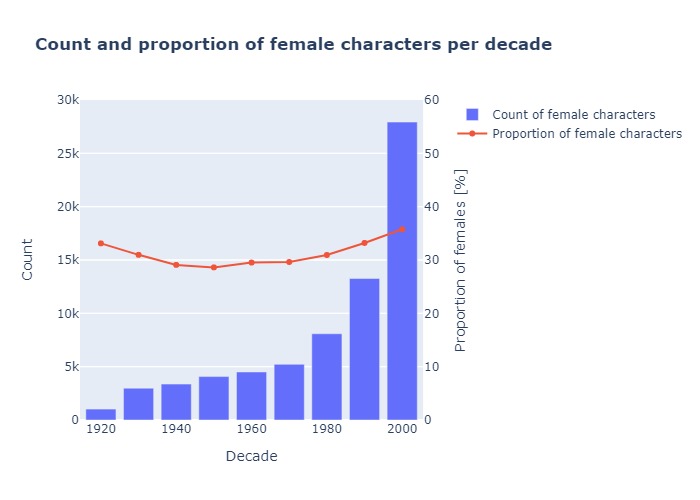 Count and proportion of female characters per decade
30k
25k
20k
15k
10k
5k
0
Count
60
50
40
30
20
10
0
Proportion of females [%]
1920
1940
1960
1980
2000
Decade
Count of female characters
Proportion of female characters